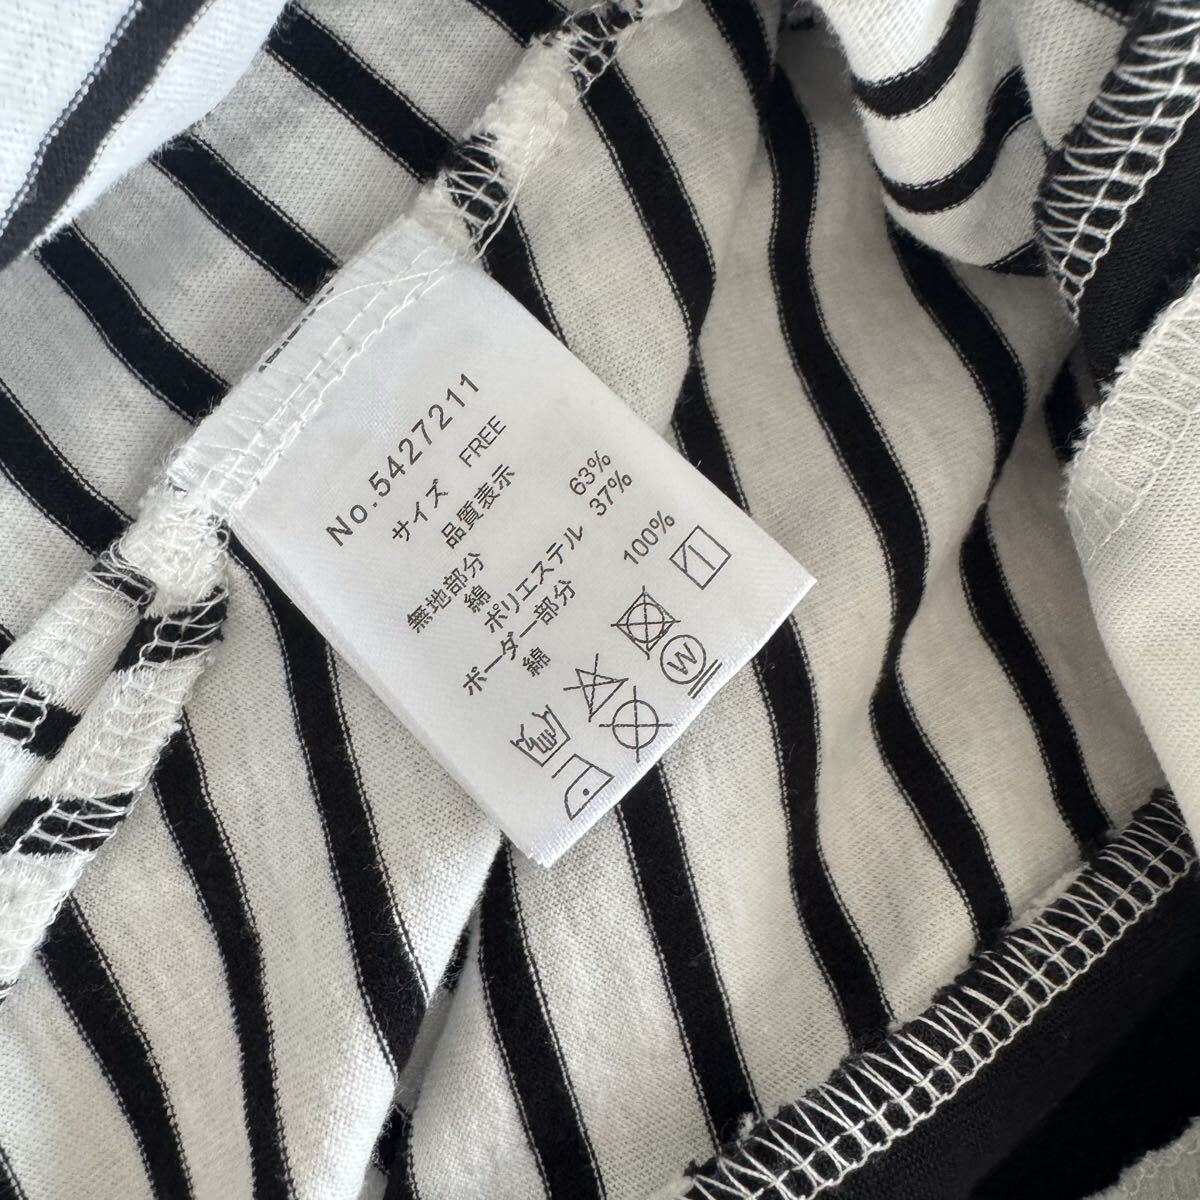 No.5427211
サイズ FREE
品質表示
無地部分
綿 63%
ポリエステル 37%
ボーダー部分
綿 100%
W